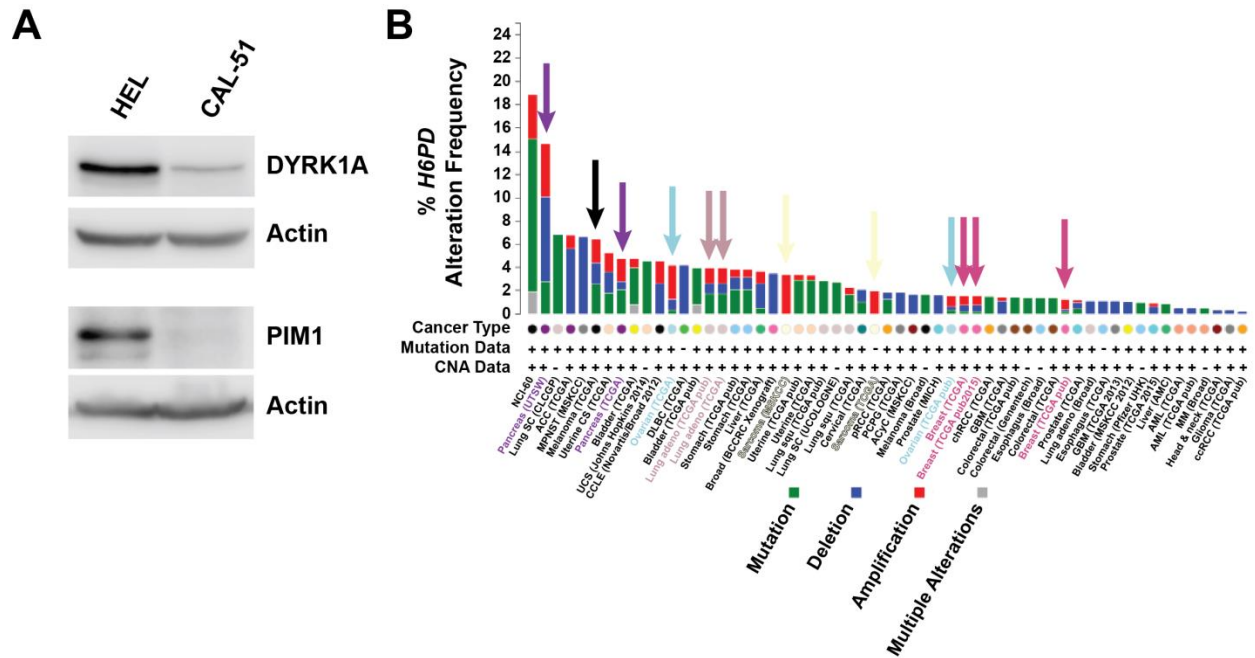 A
HEL
CAL-51
DYRK1A
Actin
PIM1
Actin
B
% H6PD
Alteration Frequency
24
22
20
18
16
14
12
10
8
6
4
2
0
Cancer Type
Mutation Data
CNA Data
NCI-60
Pancreas (UTSW)
Lung SC (CLCGP)
ACC (TCGA)
MPNST (MSKCC)
Melanoma (TCGA)
Uterine CS (TCGA)
Pancreas (TCGA)
Bladder (TCGA)
UCS (Johns Hopkins 2014)
CCLE (Novartis/Broad 2012)
Ovarian (TCGA)
DLBC (TCGA)
Bladder (TCGA pub)
Lung adeno (TCGA pub)
Lung adeno (TCGA)
Stomach (TCGA pub)
Stomach (TCGA)
Liver (TCGA)
Broad (BCCRC Xenograft)
Sarcoma (MSKCC)
Uterine (TCGA pub)
Uterine (TCGA)
Lung squ (TCGA)
Lung SC (UCOLOGNE)
Lung squ (TCGA pub)
Cervical (TCGA)
Sarcoma (TCGA)
PRCC (TCGA)
PCPG (TCGA)
ACyC (MSKCC)
Melanoma (Broad)
Prostate (MICH)
Ovarian (TCGA pub)
Breast (TCGA)
Breast (TCGA pub2015)
chRCC (TCGA)
GBM (TCGA)
Colorectal (TCGA pub)
Colorectal (Genentech)
Esophagus (Broad)
Colorectal (TCGA)
Breast (TCGA pub)
Prostate (TCGA)
Lung adeno (Broad)
Esophagus (TCGA)
GBM (TCGA 2013)
Bladder (MSKCC 2012)
Stomach (Pfizer UHK)
Prostate (TCGA 2015)
Liver (AMC)
AML (TCGA)
AML (TCGA pub)
MM (Broad)
Head & neck (TCGA)
Glioma (TCGA)
ccRCC (TCGA pub)
Mutation
Deletion
Amplification
Multiple Alterations